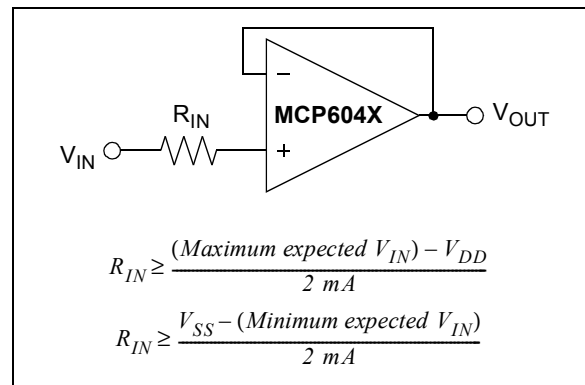 −
MCP604X
R_IN
V_OUT
V_IN
+
R_IN ≥ (Maximum expected V_IN) – V_DD
2 mA
R_IN ≥ V_SS – (Minimum expected V_IN)
2 mA